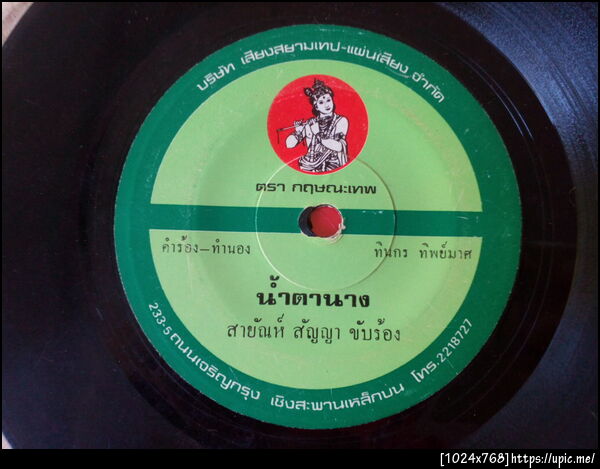 บริษัท เสียงสยามเทป-แผ่นเสียง จำกัด
ตรา กฤษณะเทพ
คำร้อง-ทำนอง ทินกร ทิพย์มาศ
น้ำตานาง
สายัณห์ สัญญา ขับร้อง
233-5 ถนนเจริญกรุง เชิงสะพานเหล็กบน โทร. 2218727
[1024x768]https://upic.me/